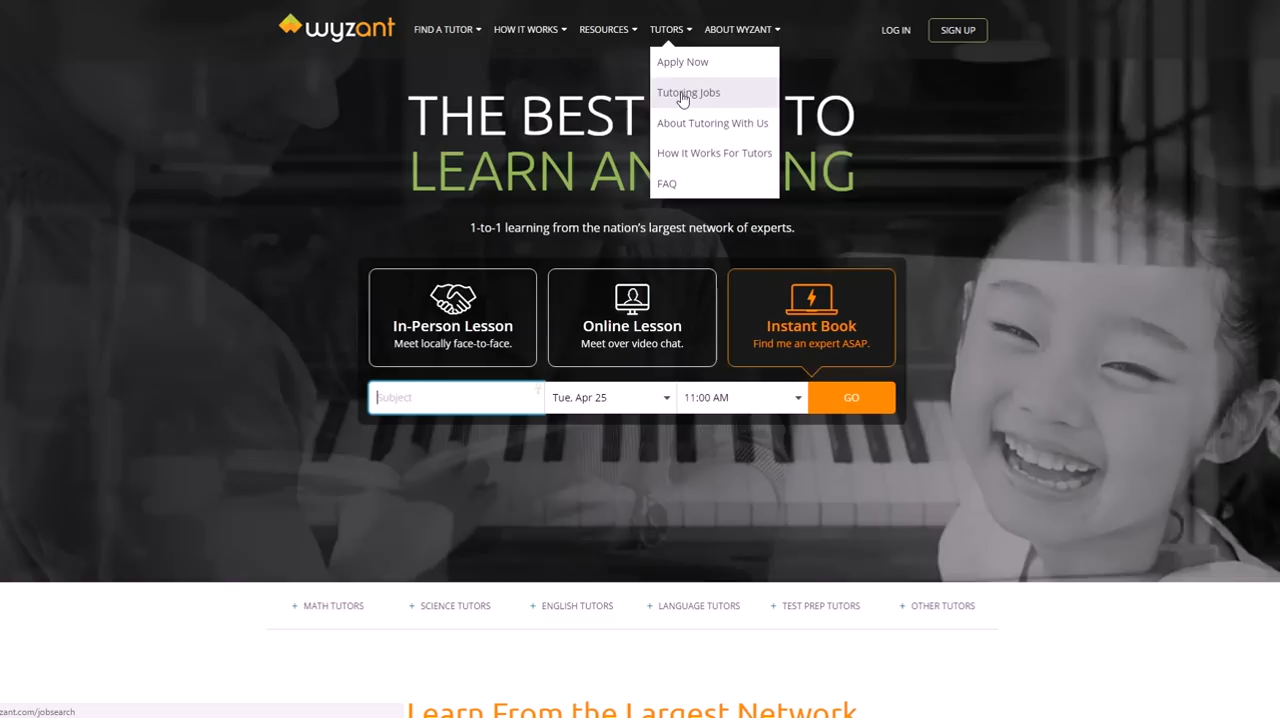 wyzant
FIND A TUTOR HOW IT WORKS RESOURCES TUTORS ABOUT WYZANT LOG IN SIGN UP
Apply Now
Tutoring Jobs
About Tutoring With Us
How It Works For Tutors
FAQ
THE BEST TO
LEARN AN NG
1-to-1 learning from the nation's largest network of experts.
In-Person Lesson
Meet locally face-to-face.
Online Lesson
Meet over video chat.
Instant Book
Find me an expert ASAP.
Subject Tue, Apr 25 11:00 AM GO
+ MATH TUTORS + SCIENCE TUTORS + ENGLISH TUTORS + LANGUAGE TUTORS + TEST PREP TUTORS + OTHER TUTORS
Learn From the Largest Network
zant.com/jobsearch